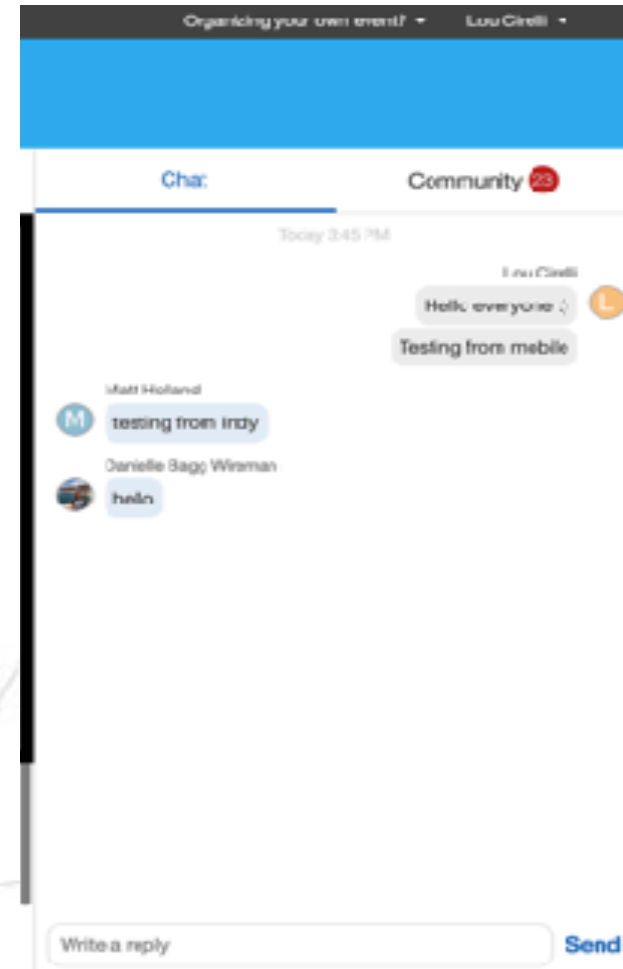 Organizing your own event? Lou Cirelli
Chat Community 23
Today 3:45 PM
Lou Cirelli
Hello everyone :) L
Testing from mobile
Matt Holland
M testing from indy
Danielle Bagg Wireman
hello
Write a reply Send